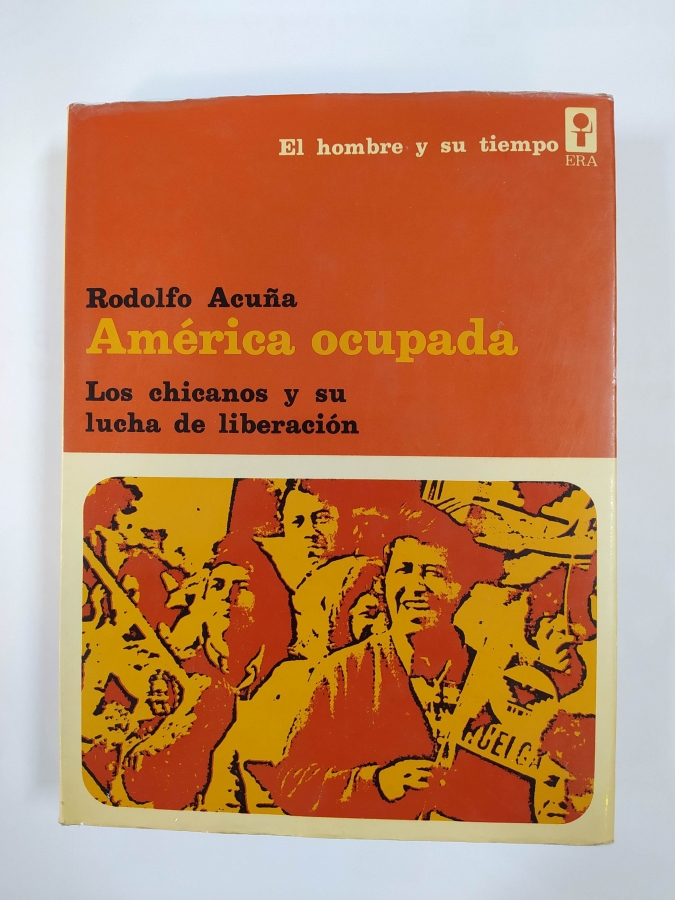 El hombre y su tiempo
ERA
Rodolfo Acuña
América ocupada
Los chicanos y su
lucha de liberación
HUELGA